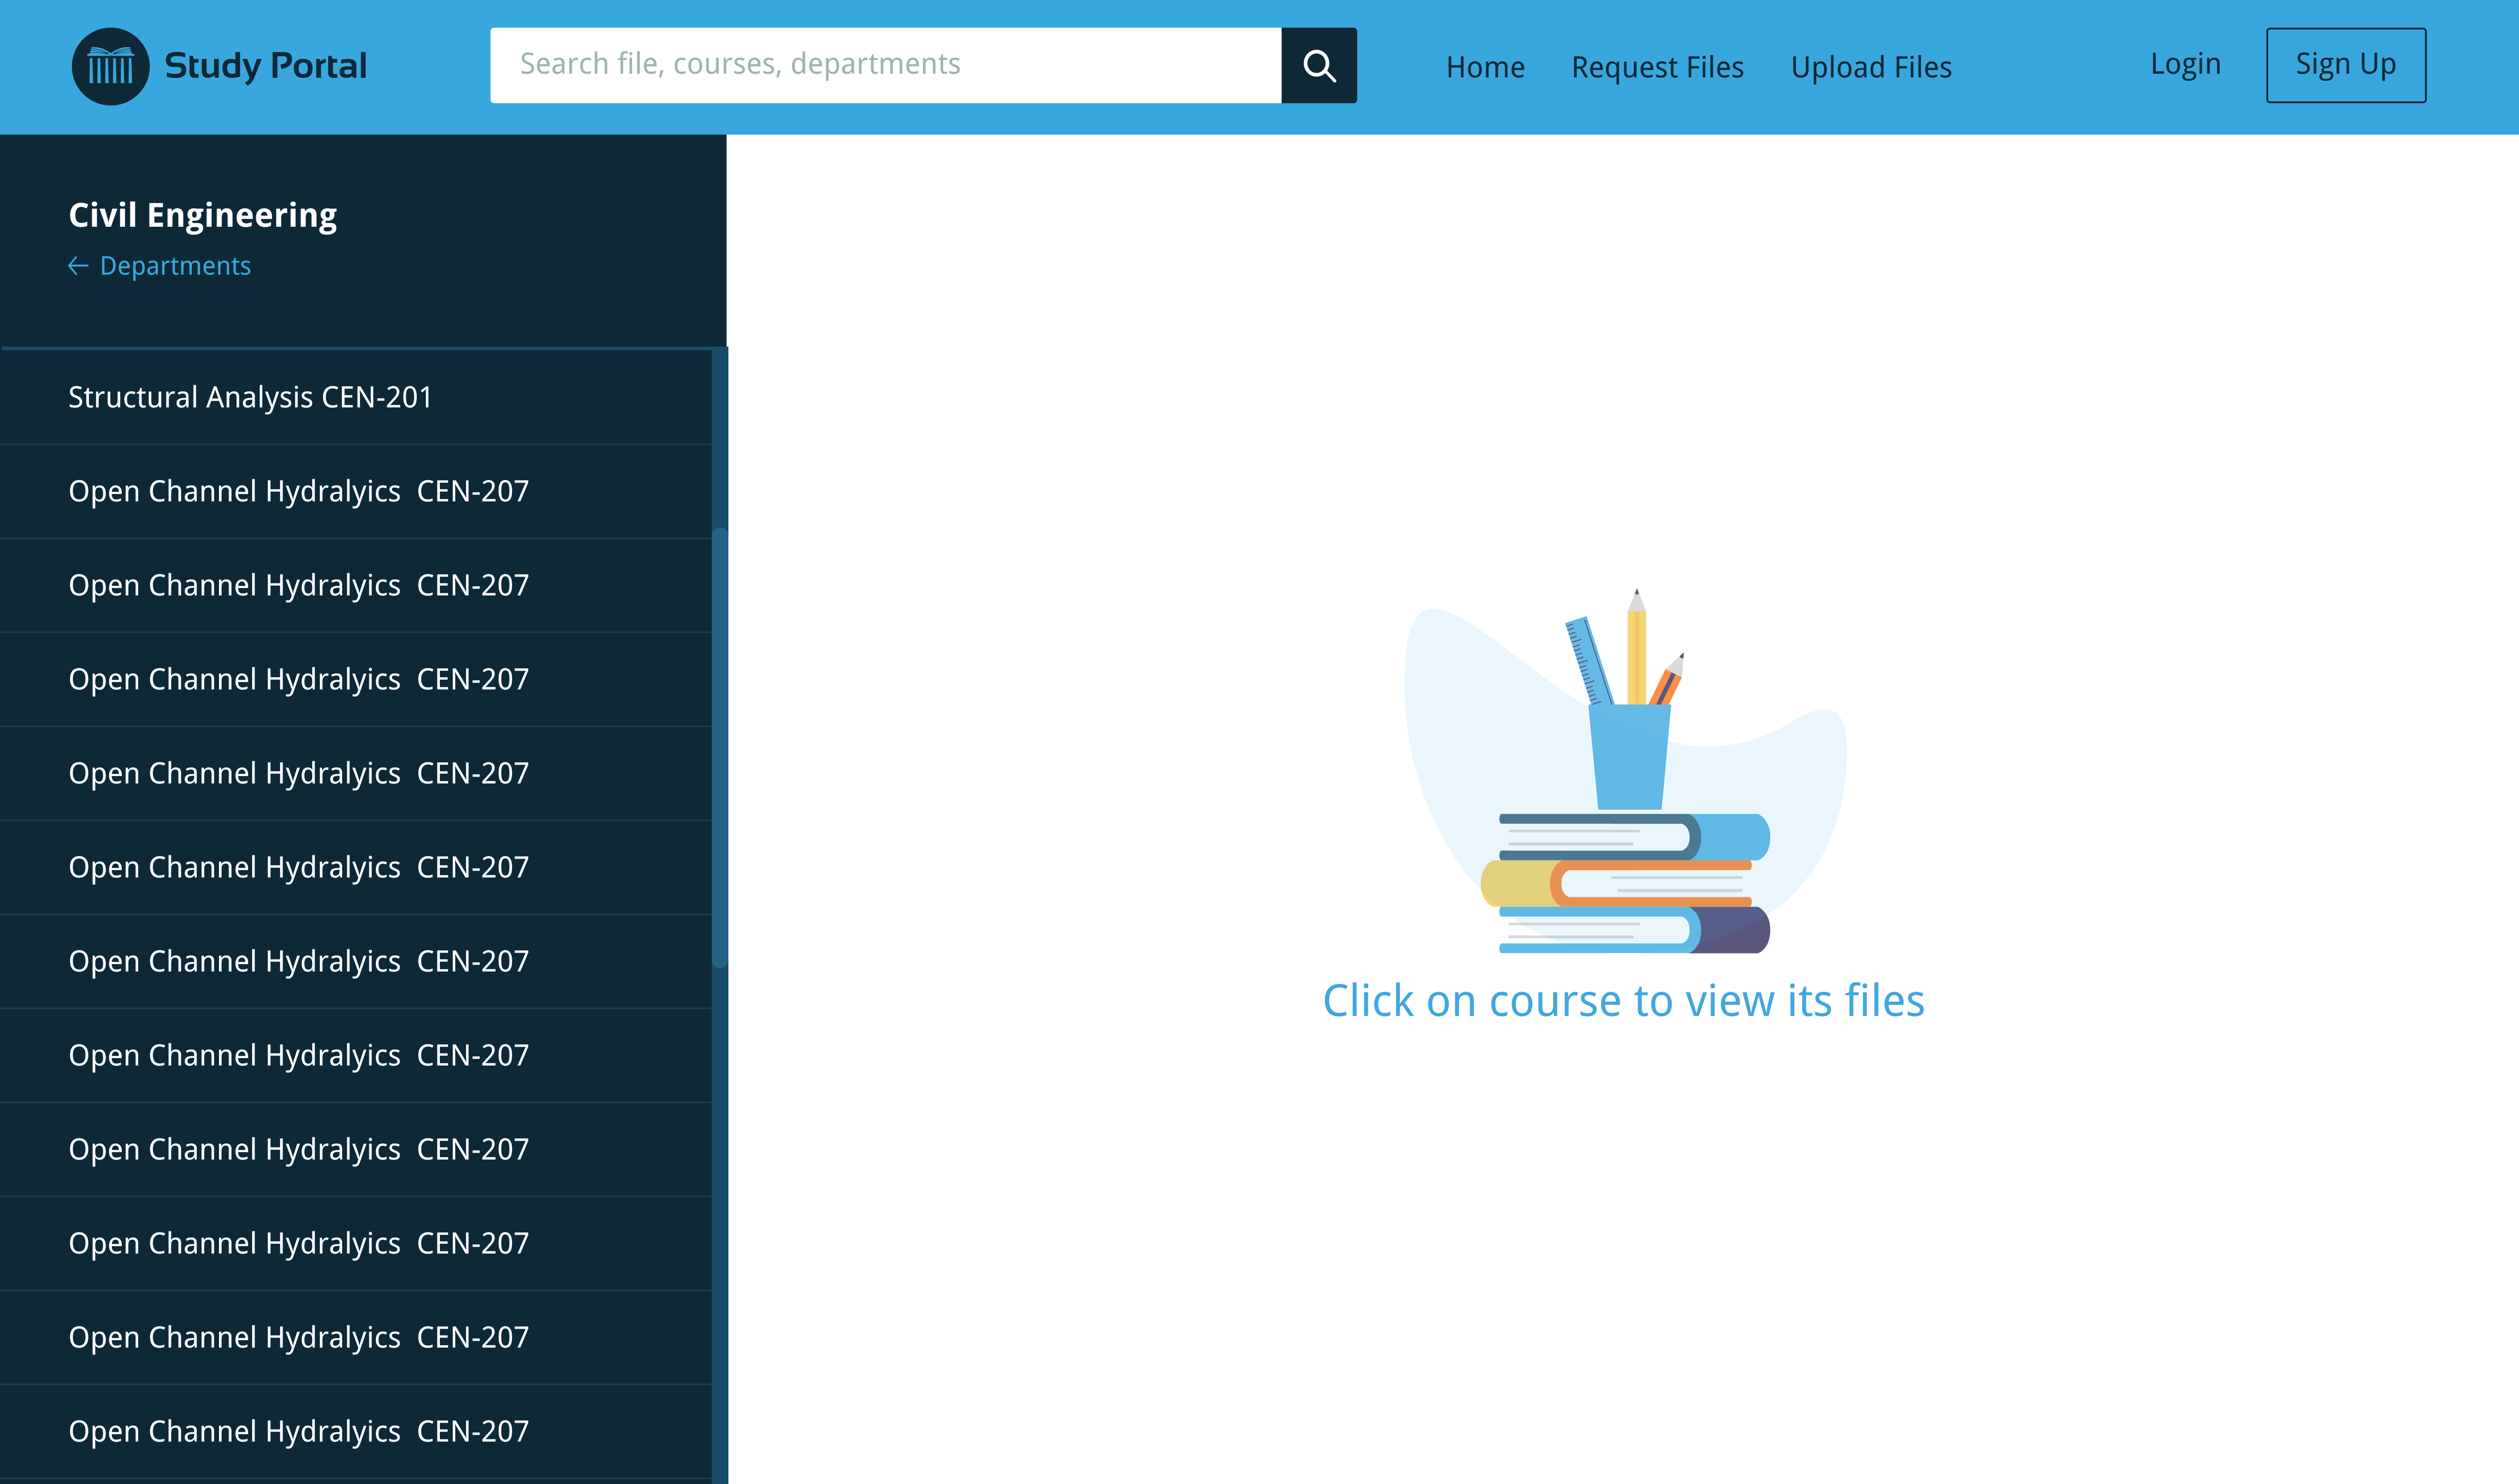 Study Portal
Search file, courses, departments
Home
Request Files
Upload Files
Login
Sign Up
Civil Engineering
← Departments
Structural Analysis CEN-201
Open Channel Hydralyics  CEN-207
Open Channel Hydralyics  CEN-207
Open Channel Hydralyics  CEN-207
Open Channel Hydralyics  CEN-207
Open Channel Hydralyics  CEN-207
Open Channel Hydralyics  CEN-207
Open Channel Hydralyics  CEN-207
Open Channel Hydralyics  CEN-207
Open Channel Hydralyics  CEN-207
Open Channel Hydralyics  CEN-207
Open Channel Hydralyics  CEN-207
Click on course to view its files